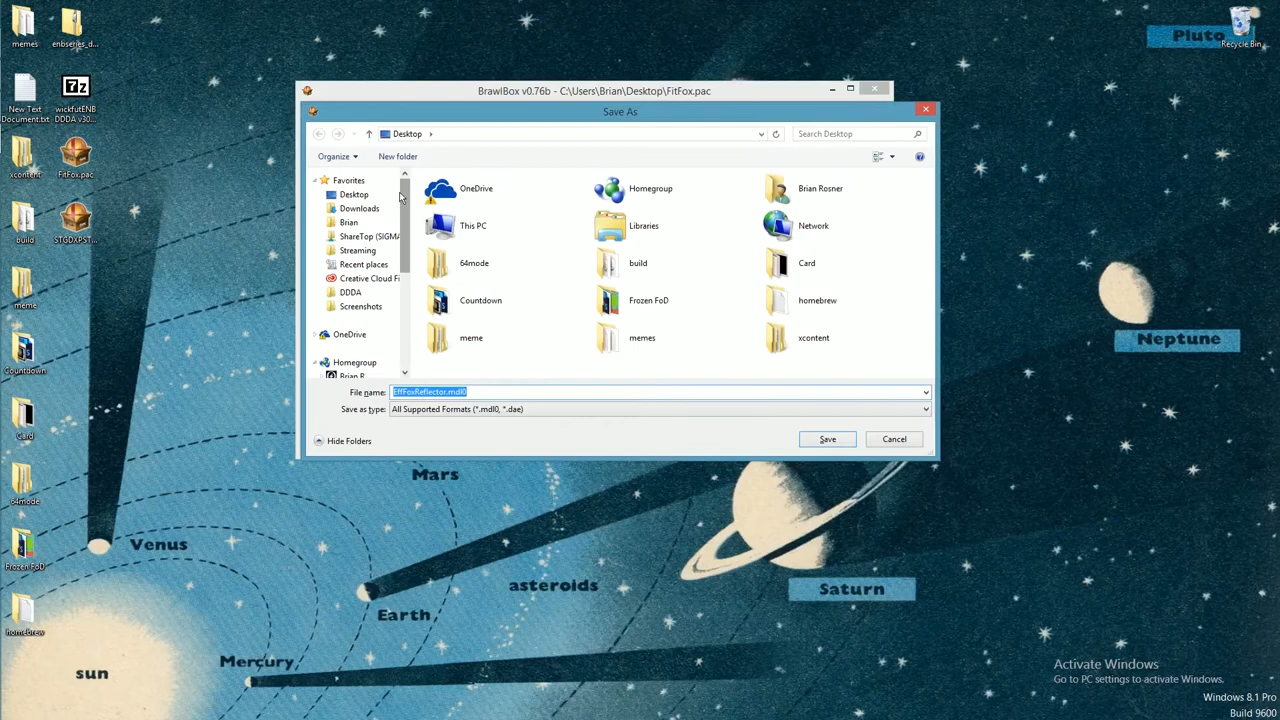 memes
enbseries_d...
Pluto
Recycle Bin
New Text
Document.txt
wickfutENB
DDDA v30...
xcontent
FitFox.pac
build
STGDXPST...
meme
Countdown
Card
64mode
Frozen FoD
homebrew
BrawlBox v0.76b - C:\Users\Brian\Desktop\FitFox.pac
Save As
Desktop
Search Desktop
Organize
New folder
Favorites
Desktop
Downloads
Brian
ShareTop (SIGMA
Streaming
Recent places
Creative Cloud Fi
DDDA
Screenshots
OneDrive
Homegroup
Brian R
OneDrive
Homegroup
Brian Rosner
This PC
Libraries
Network
64mode
build
Card
Countdown
Frozen FoD
homebrew
meme
memes
xcontent
File name: EffFoxReflector.mdl0
Save as type: All Supported Formats (*.mdl0, *.dae)
Hide Folders
Save
Cancel
Neptune
Mars
Venus
asteroids
Saturn
Earth
Mercury
sun
Activate Windows
Go to PC settings to activate Windows.
Windows 8.1 Pro
Build 9600